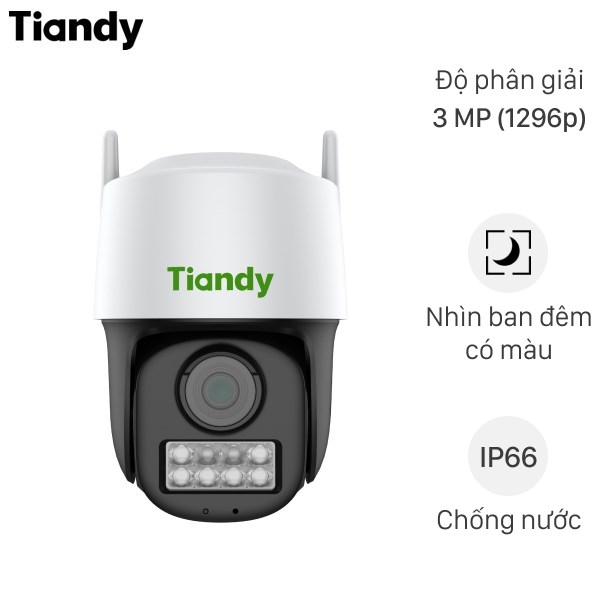 Tiandy
Độ phân giải
3 MP (1296p)
Tiandy
Nhìn ban đêm
có màu
IP66
Chống nước